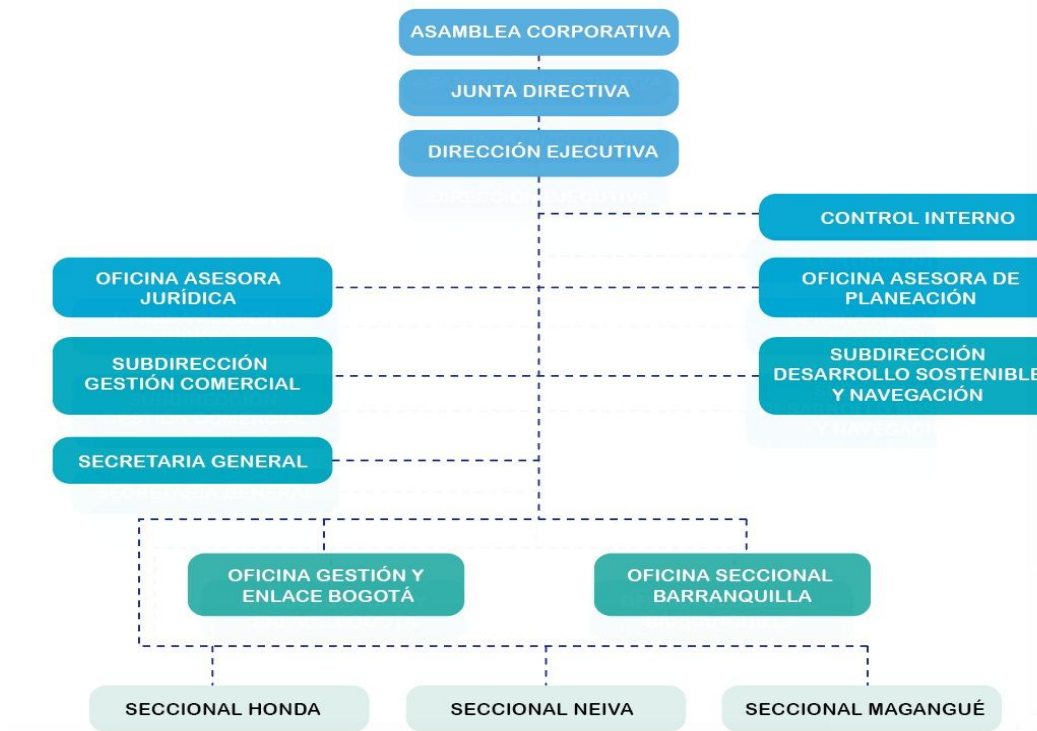 ASAMBLEA CORPORATIVA
JUNTA DIRECTIVA
DIRECCIÓN EJECUTIVA
CONTROL INTERNO
OFICINA ASESORA
JURÍDICA
OFICINA ASESORA DE
PLANEACIÓN
SUBDIRECCIÓN
GESTIÓN COMERCIAL
SUBDIRECCIÓN
DESARROLLO SOSTENIBLE
Y NAVEGACIÓN
SECRETARIA GENERAL
OFICINA GESTIÓN Y
ENLACE BOGOTÁ
OFICINA SECCIONAL
BARRANQUILLA
SECCIONAL HONDA
SECCIONAL NEIVA
SECCIONAL MAGANGUÉ